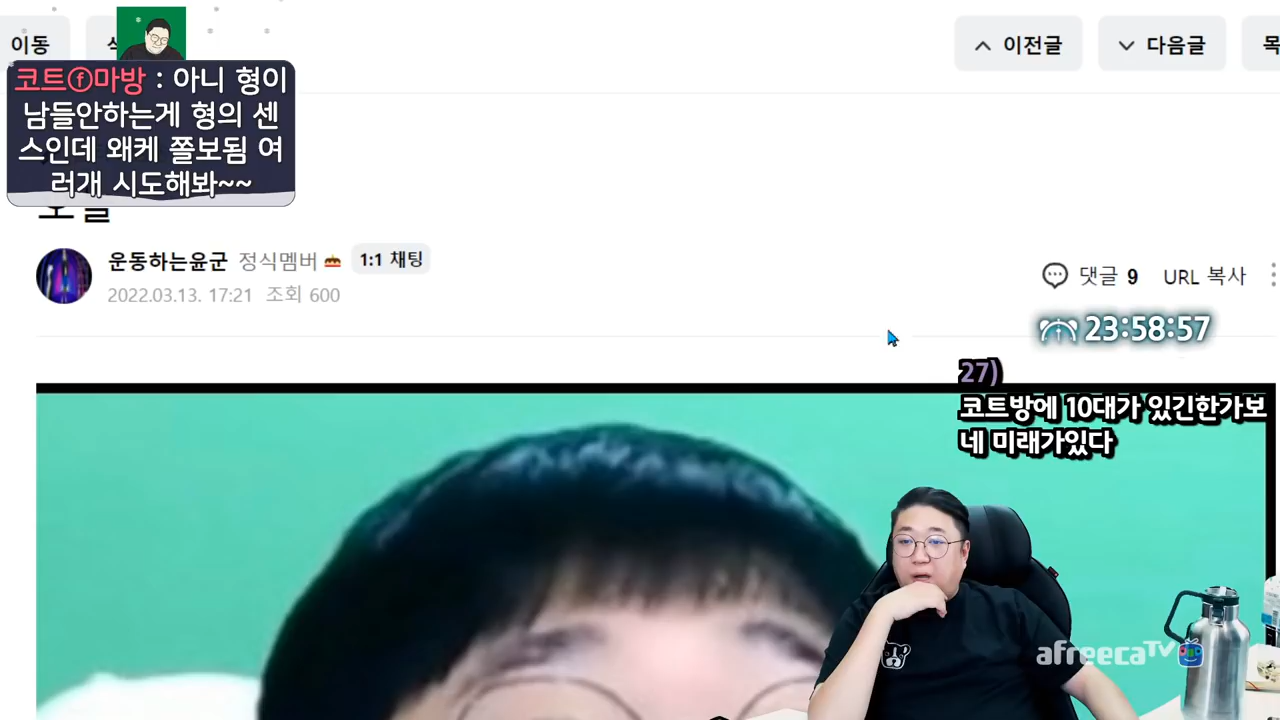 이동
이전글
다음글
코트ⓕ마방 : 아니 형이
남들안하는게 형의 센
스인데 왜케 쫄보됨 여
러개 시도해봐~~
운동하는윤군 정식멤버 1:1 채팅
2022.03.13. 17:21 조회 600
댓글 9 URL 복사
23:58:57
27)
코트방에 10대가 있긴한가보
네 미래가있다
afreecaTV